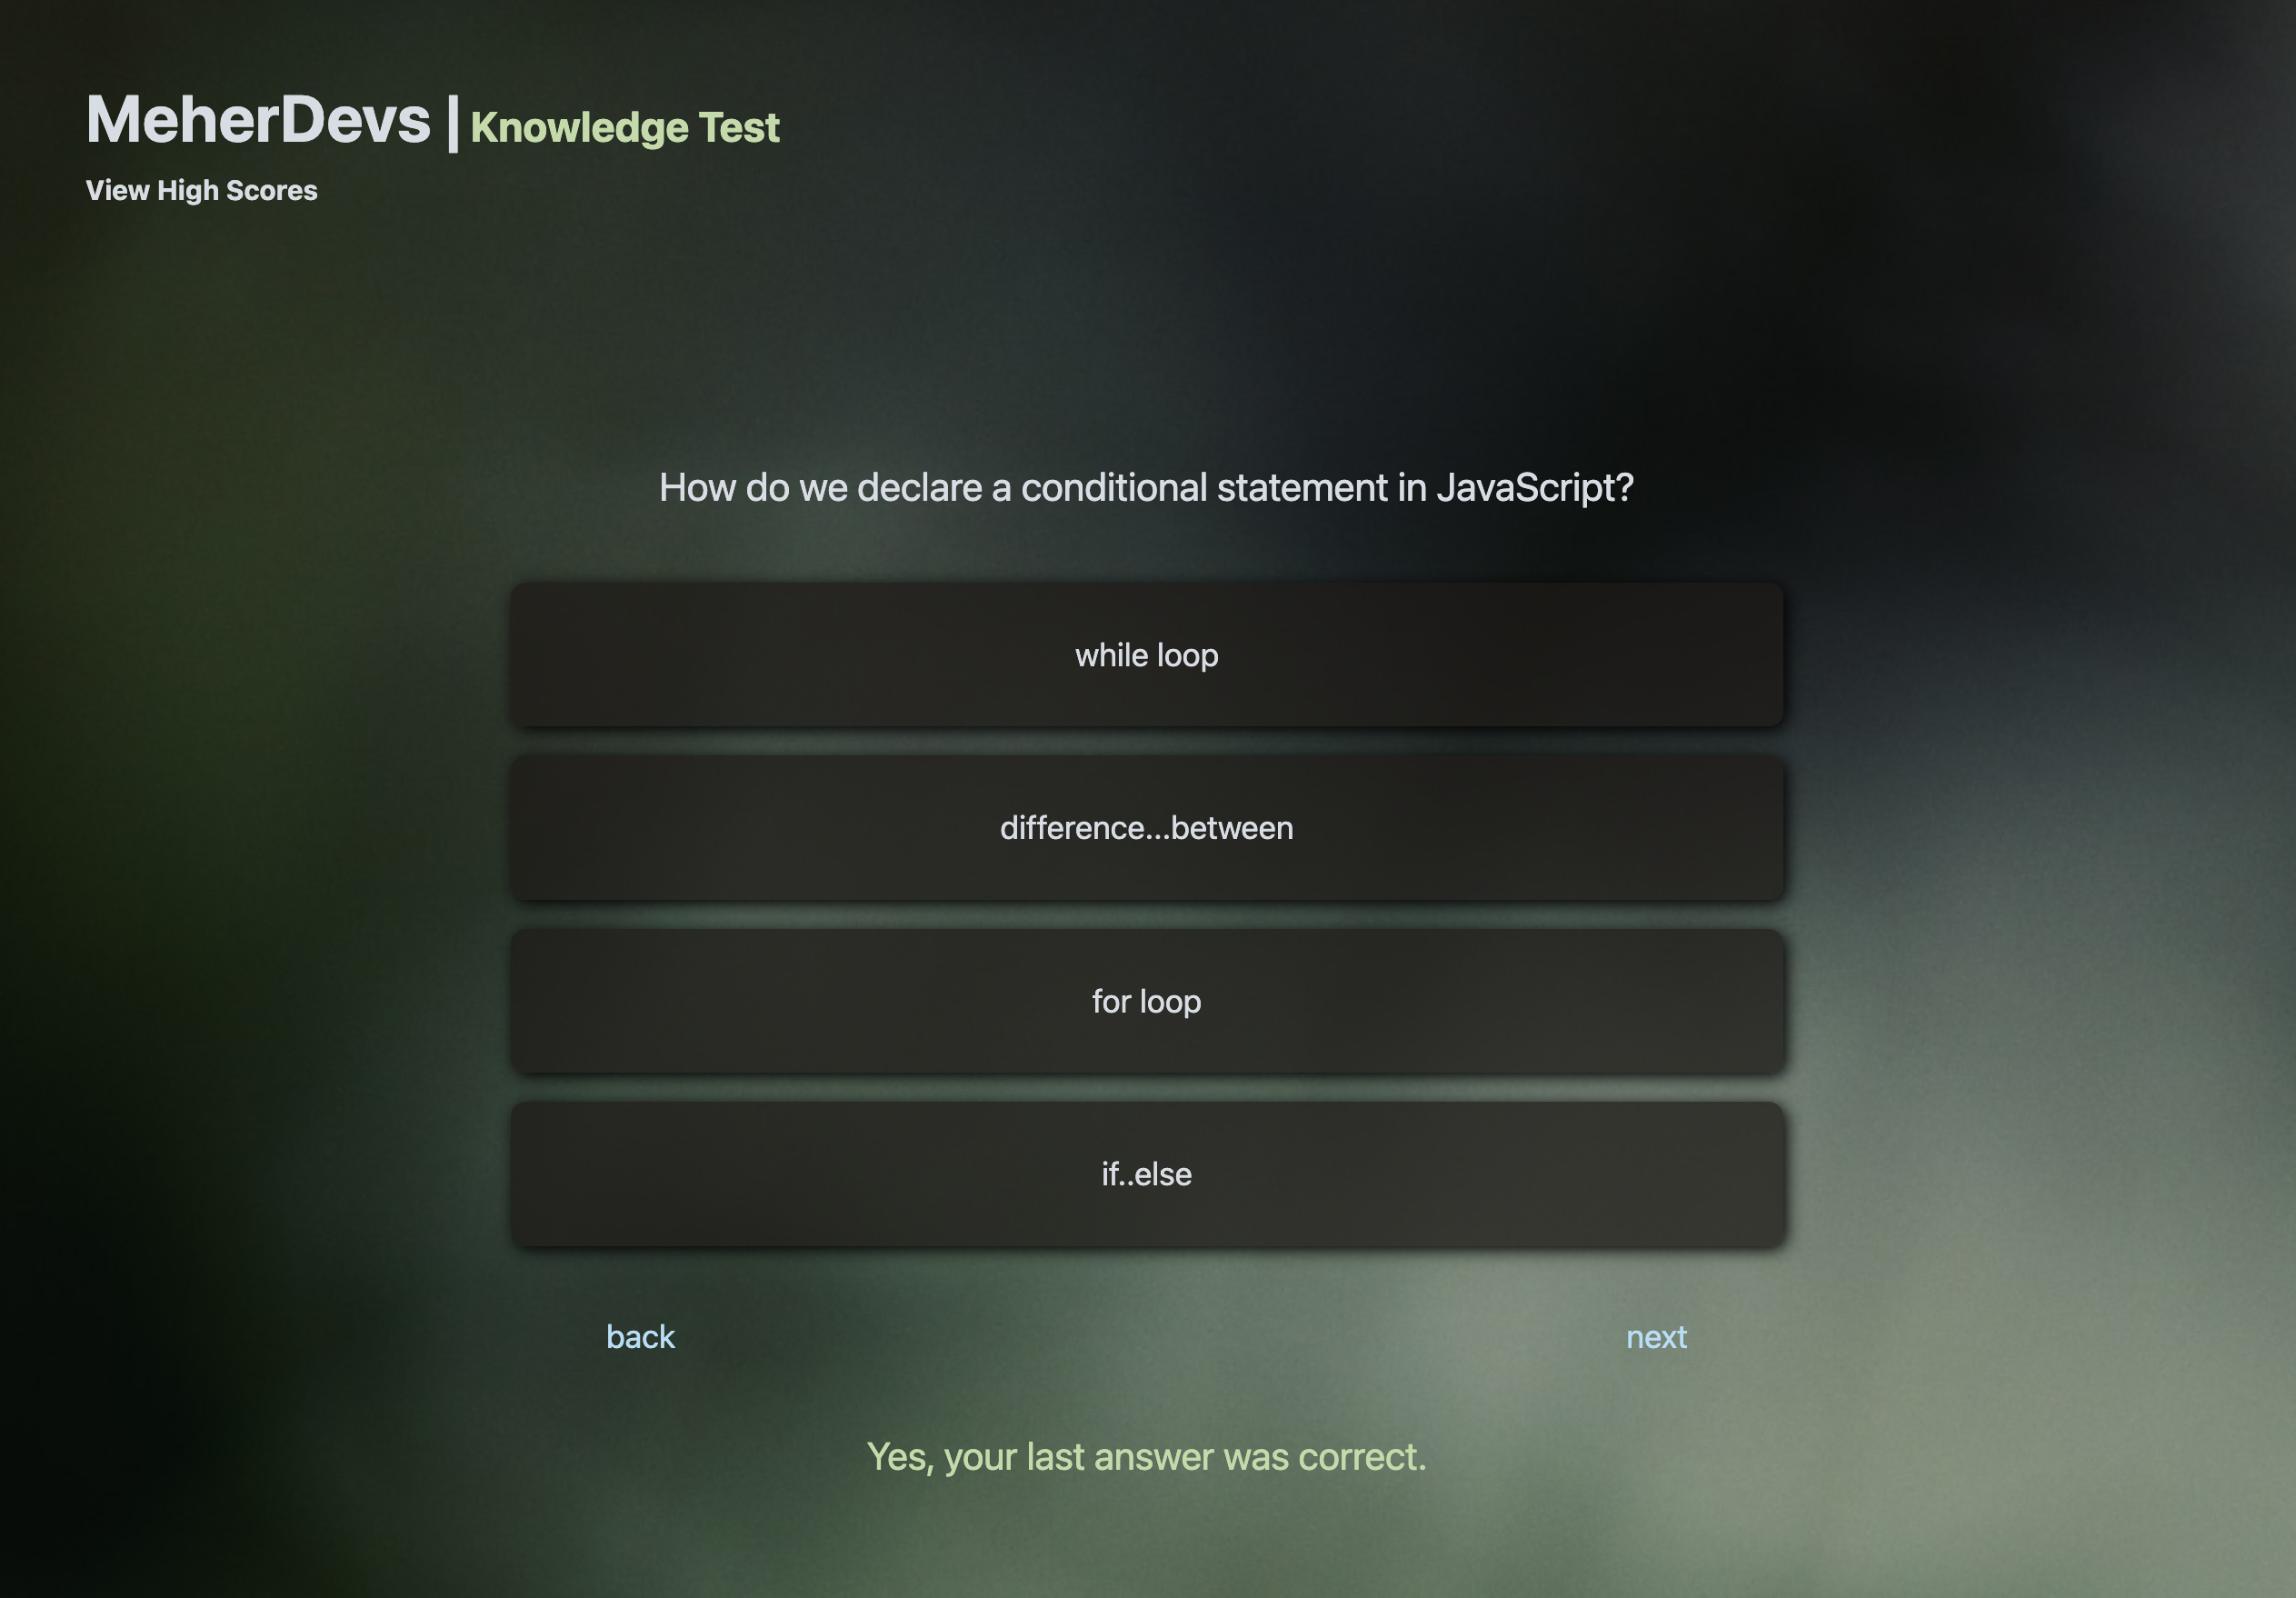 MeherDevs | Knowledge Test
View High Scores
How do we declare a conditional statement in JavaScript?
while loop
difference...between
for loop
if..else
back next
Yes, your last answer was correct.